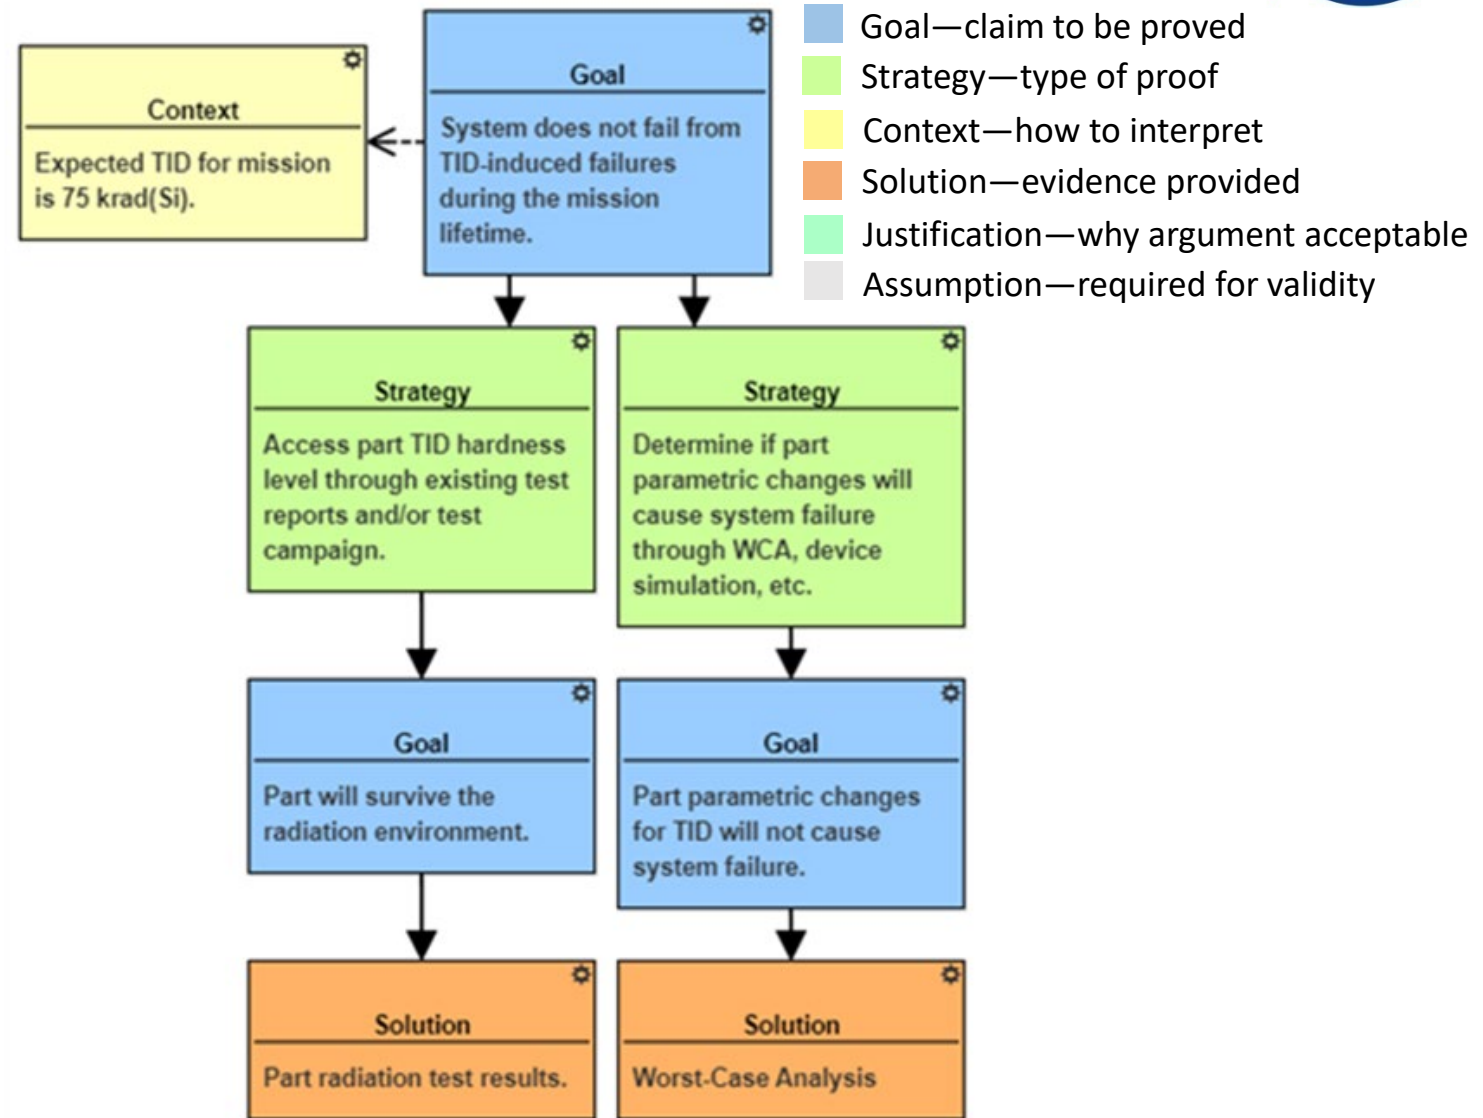 Goal—claim to be proved
Strategy—type of proof
Context—how to interpret
Solution—evidence provided
Justification—why argument acceptable
Assumption—required for validity
Context
Expected TID for mission
is 75 krad(Si).
Goal
System does not fail from
TID-induced failures
during the mission
lifetime.
Strategy
Access part TID hardness
level through existing test
reports and/or test
campaign.
Strategy
Determine if part
parametric changes will
cause system failure
through WCA, device
simulation, etc.
Goal
Part will survive the
radiation environment.
Goal
Part parametric changes
for TID will not cause
system failure.
Solution
Part radiation test results.
Solution
Worst-Case Analysis